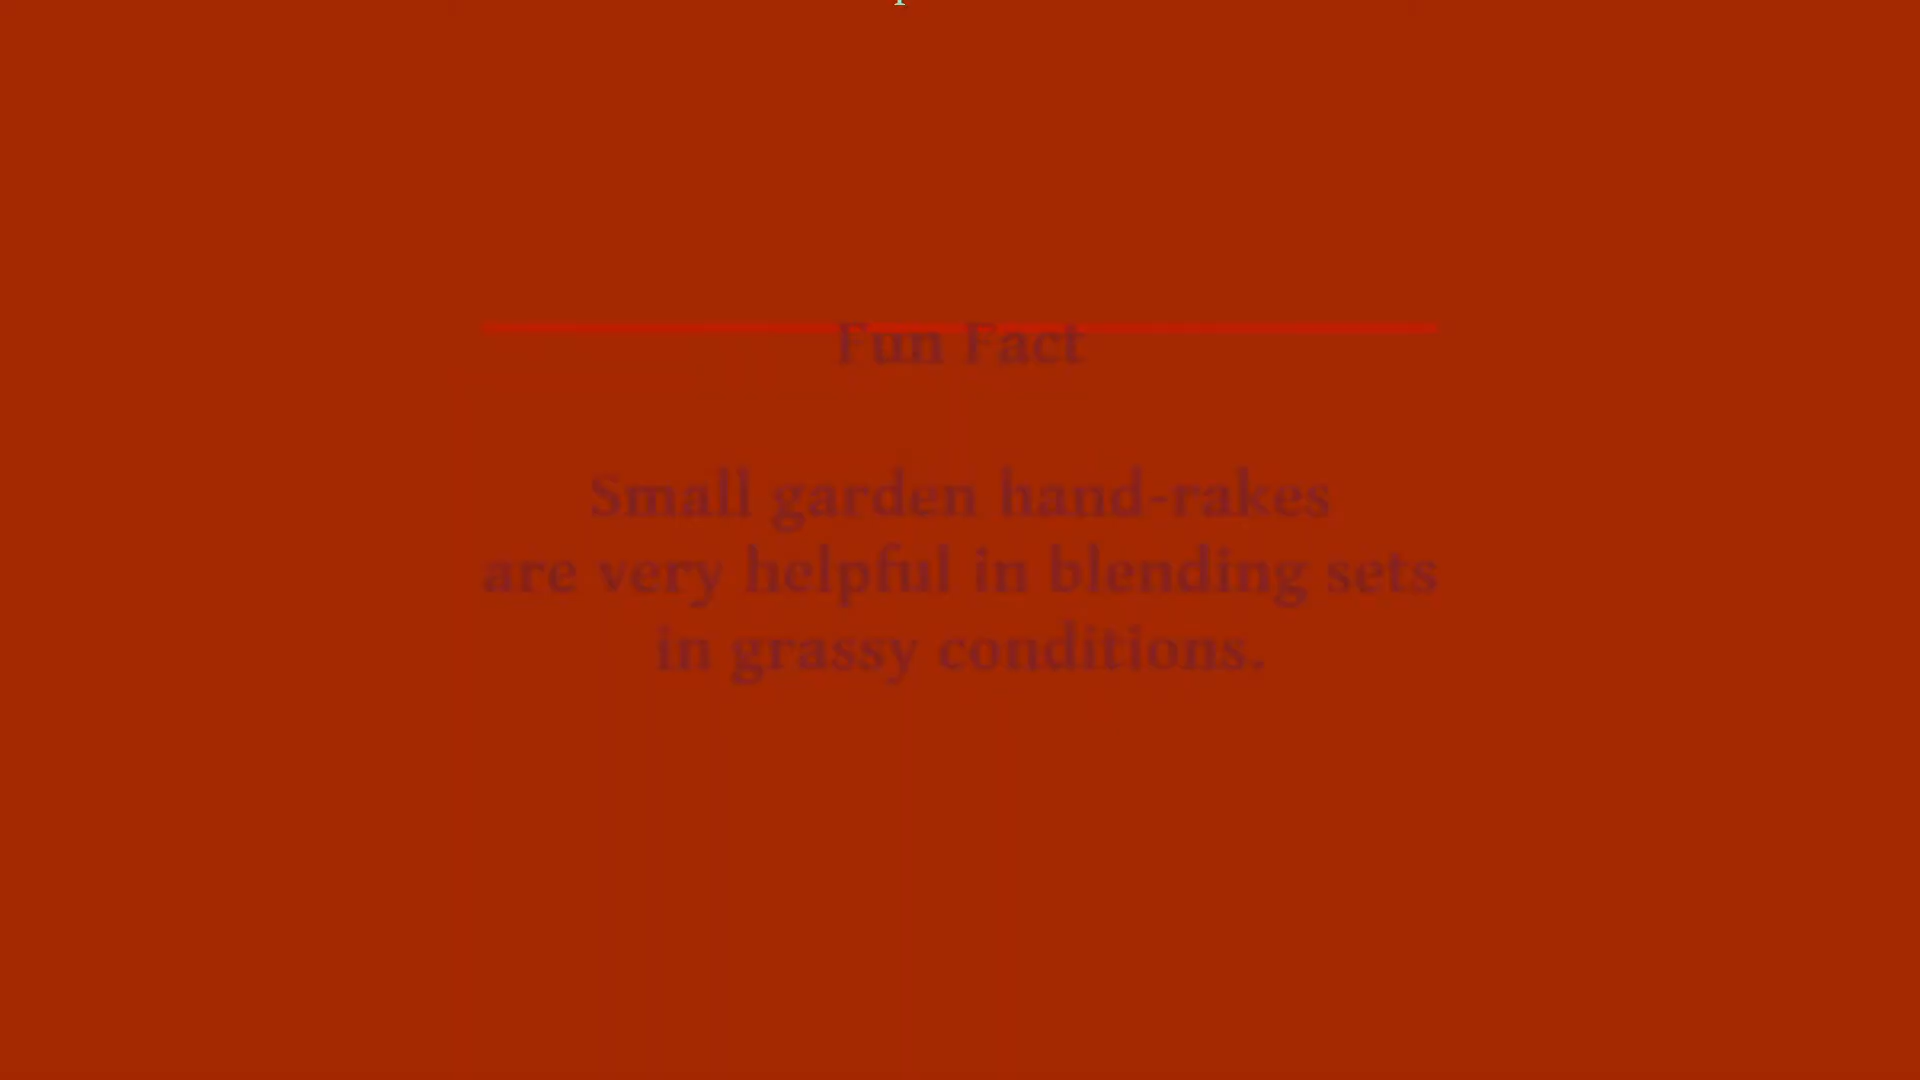 Fun Fact
Small garden hand-rakes
are very helpful in blending sets
in grassy conditions.